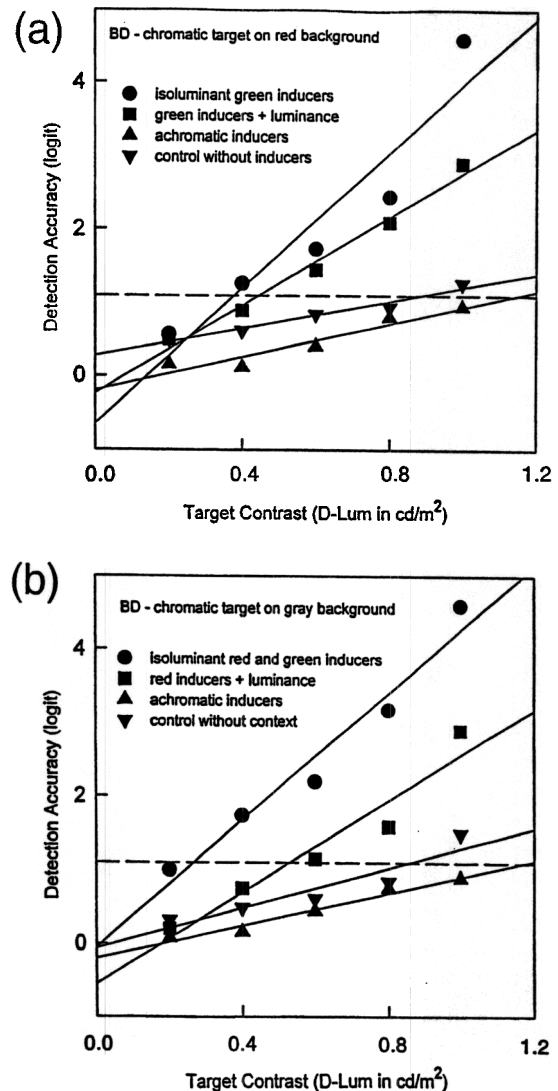 (a)
BD - chromatic target on red background
isoluminant green inducers
green inducers + luminance
achromatic inducers
control without inducers
Detection Accuracy (logit)
4
2
0
0.0 0.4 0.8 1.2
Target Contrast (D-Lum in cd/m²)
(b)
BD - chromatic target on gray background
isoluminant red and green inducers
red inducers + luminance
achromatic inducers
control without context
Detection Accuracy (logit)
4
2
0
0.0 0.4 0.8 1.2
Target Contrast (D-Lum in cd/m²)